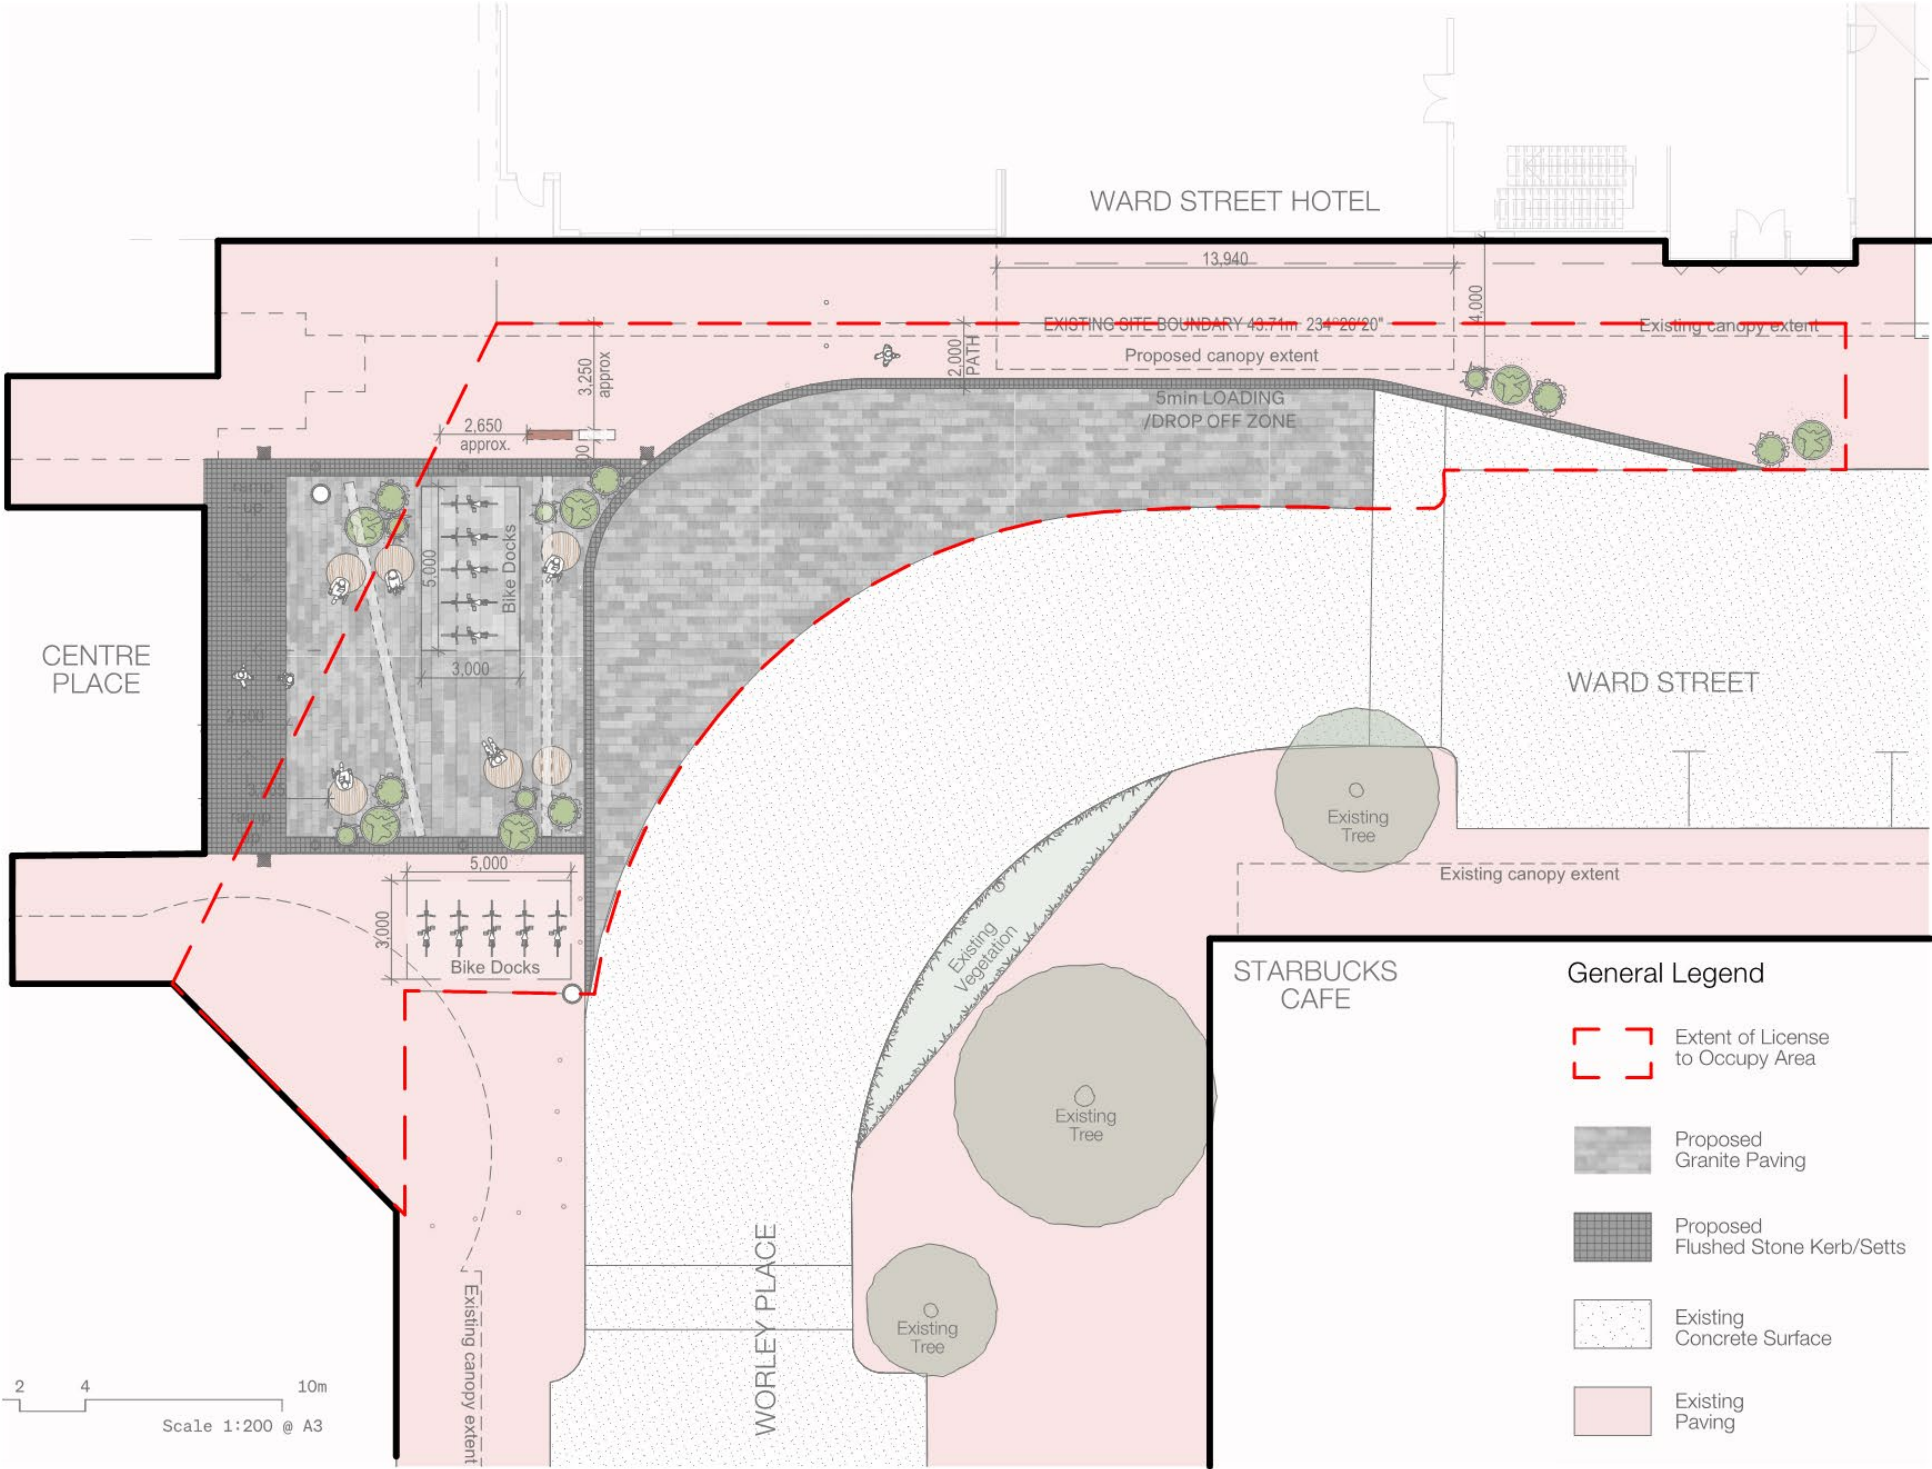 WARD STREET HOTEL
13,940
4,000
EXISTING SITE BOUNDARY 43.71m 234°26'20"
Existing canopy extent
Proposed canopy extent
2,000
PATH
3,250
approx
5min LOADING
/DROP OFF ZONE
2,650
approx.
5,000
Bike Docks
3,000
CENTRE
PLACE
WARD STREET
5,000
3,000
Bike Docks
Existing
Tree
Existing canopy extent
Existing
Vegetation
STARBUCKS
CAFE
Existing
Tree
Existing
Tree
WORLEY PLACE
Existing canopy extent
General Legend
Extent of License
to Occupy Area
Proposed
Granite Paving
Proposed
Flushed Stone Kerb/Setts
Existing
Concrete Surface
Existing
Paving
2 4 10m
Scale 1:200 @ A3